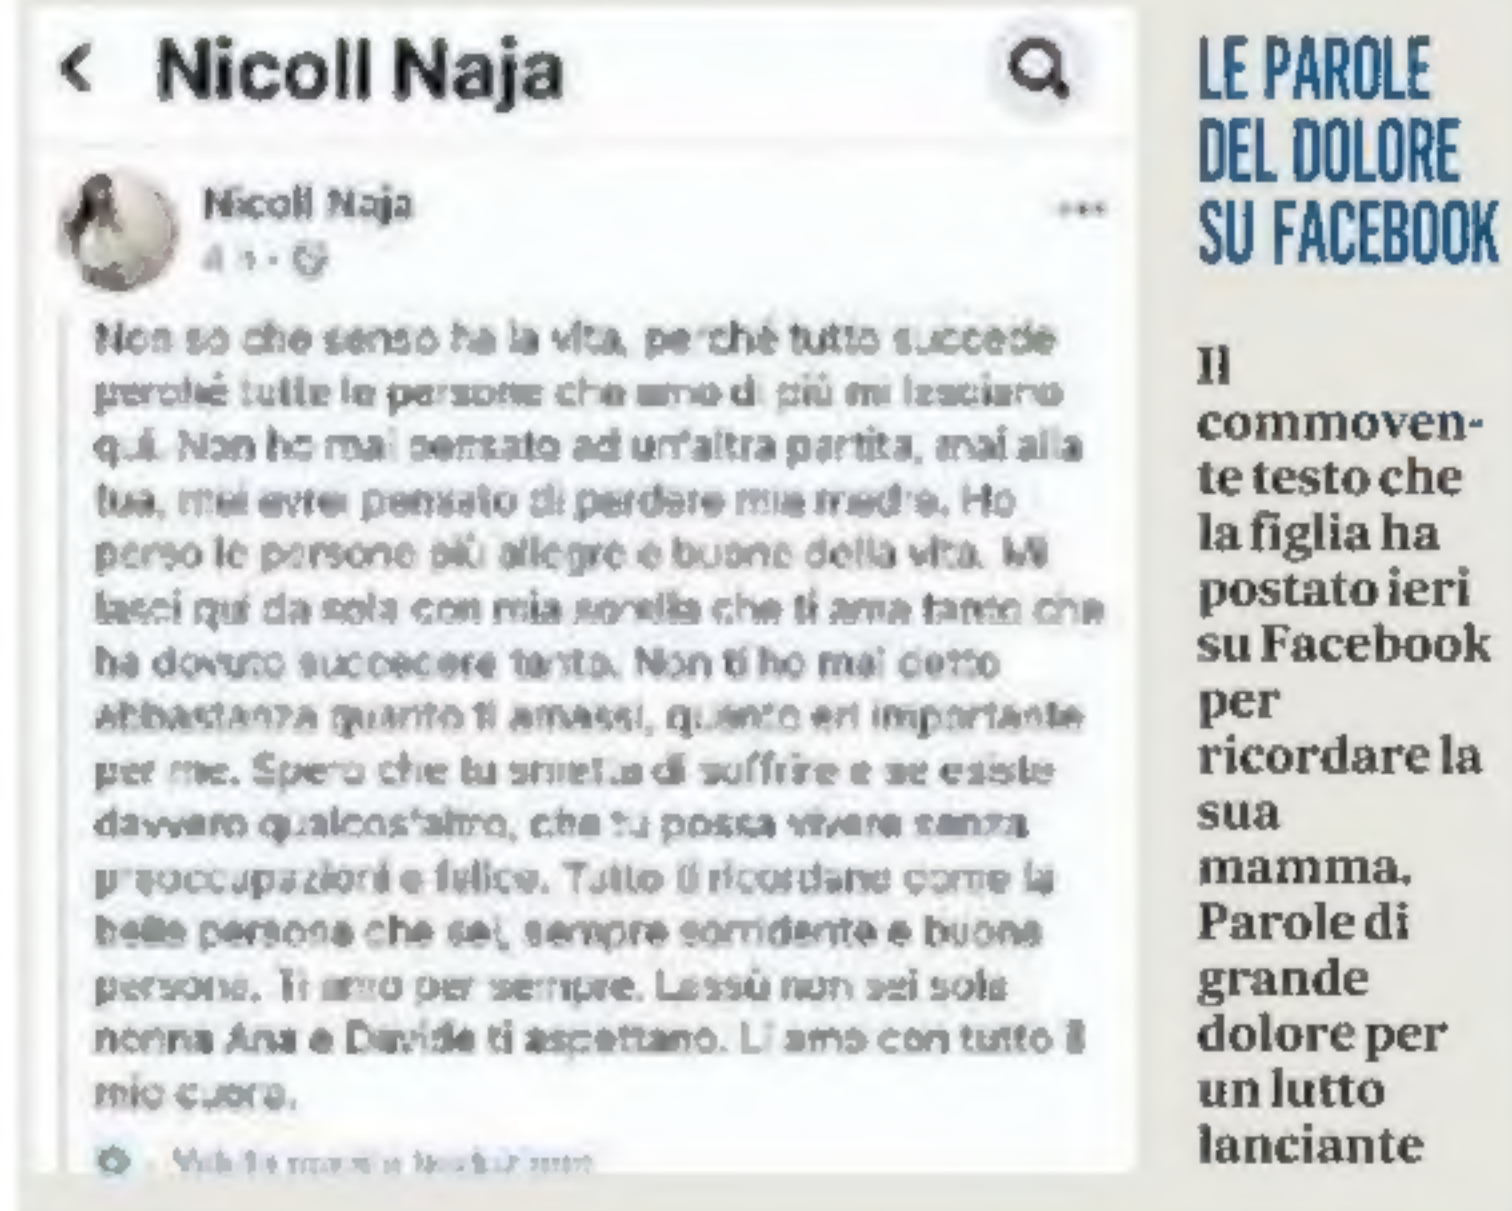 Nicoll Naja
Nicoll Naja
Non so che senso ha la vita, perché tutto succede
perché tutte le persone che amo di più mi lasciano
qui. Non ho mai pensato ad un'altra partita, mai alla
tua, mai avrei pensato di perdere mia madre. Ho
perso le persone più allegre e buone della vita. Mi
lasci qui da sola con mia sorella che ti ama tanto che
ha dovuto succedere tanto. Non ti ho mai detto
abbastanza quanto ti amassi, quanto eri importante
per me. Spero che tu smetta di soffrire e se esiste
davvero qualcos'altro, che tu possa vivere senza
preoccupazioni e felice. Tutto ti ricordano come la
bella persona che sei, sempre sorridente e buona
persona. Ti amo per sempre. Lassù non sei sola
nonna Ana e Davide ti aspettano. Li amo con tutto il
mio cuore.
LE PAROLE
DEL DOLORE
SU FACEBOOK
Il
commoven-
te testo che
la figlia ha
postato ieri
su Facebook
per
ricordare la
sua
mamma.
Parole di
grande
dolore per
un lutto
lanciante